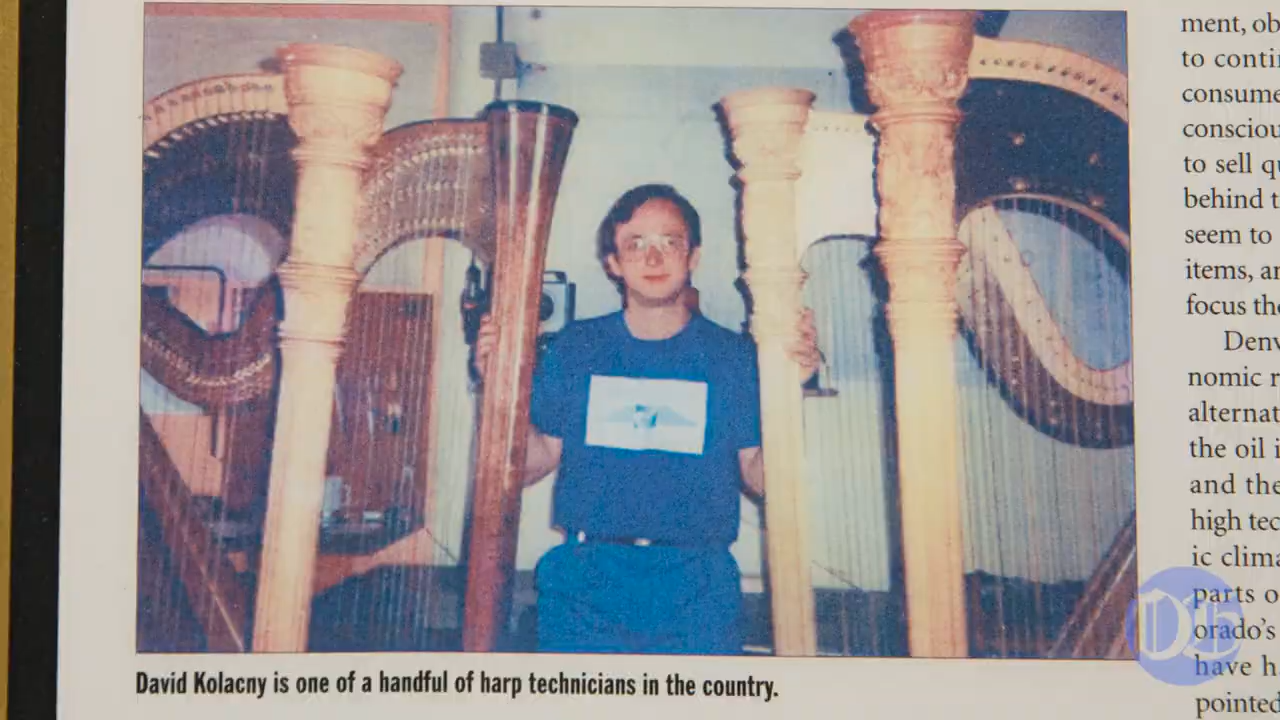 ment, ob
to contin
consume
consciou
to sell qu
behind t
seem to
items, an
focus the
Denv
nomic r
alternat
the oil i
and the
high tec
ic clima
parts o
orado's
have h
pointed
David Kolacny is one of a handful of harp technicians in the country.